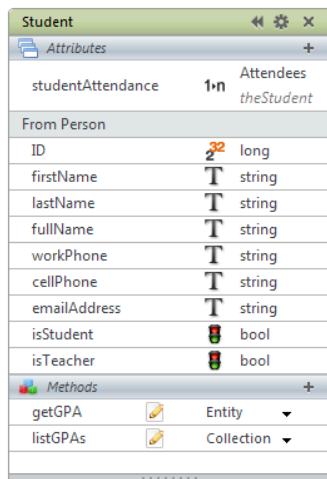 Student
Attributes
studentAttendance 1▸n Attendees
theStudent
From Person
ID 2³² long
firstName T string
lastName T string
fullName T string
workPhone T string
cellPhone T string
emailAddress T string
isStudent bool
isTeacher bool
Methods
getGPA Entity
listGPAs Collection